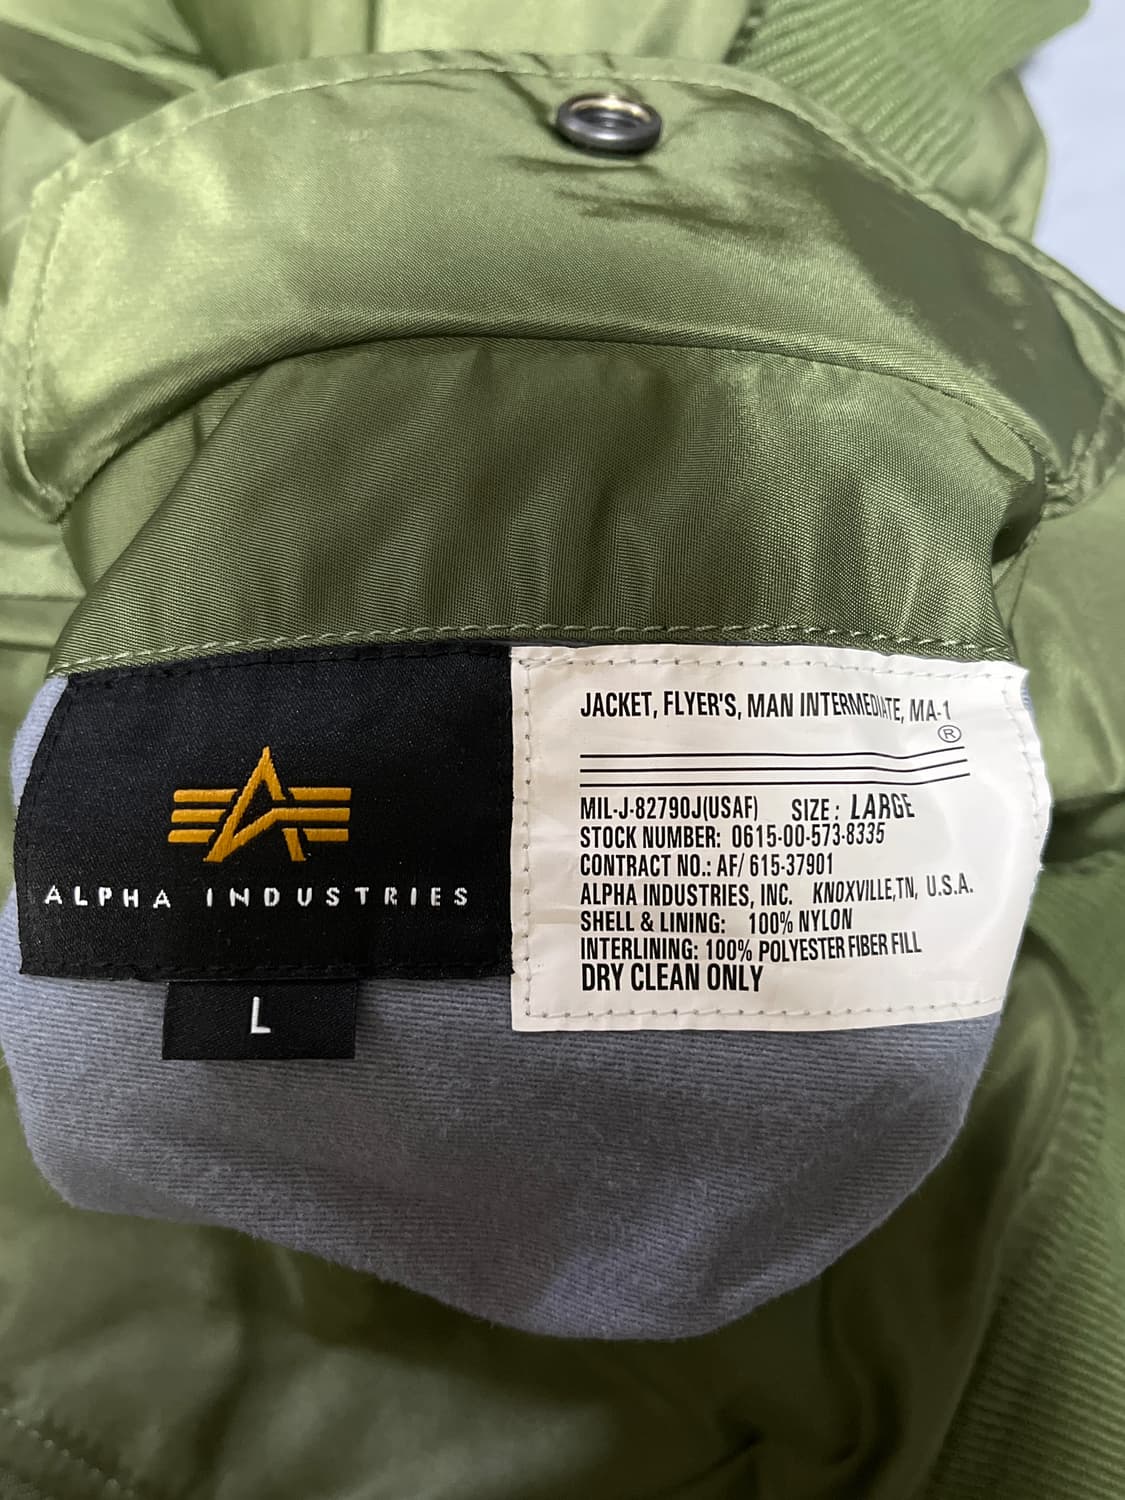 ALPHA INDUSTRIES
L
JACKET, FLYER'S, MAN INTERMEDIATE, MA-1
®
MIL-J-82790J(USAF) SIZE: LARGE
STOCK NUMBER: 0615-00-573-8335
CONTRACT NO.: AF/ 615-37901
ALPHA INDUSTRIES, INC. KNOXVILLE,TN, U.S.A.
SHELL & LINING: 100% NYLON
INTERLINING: 100% POLYESTER FIBER FILL
DRY CLEAN ONLY